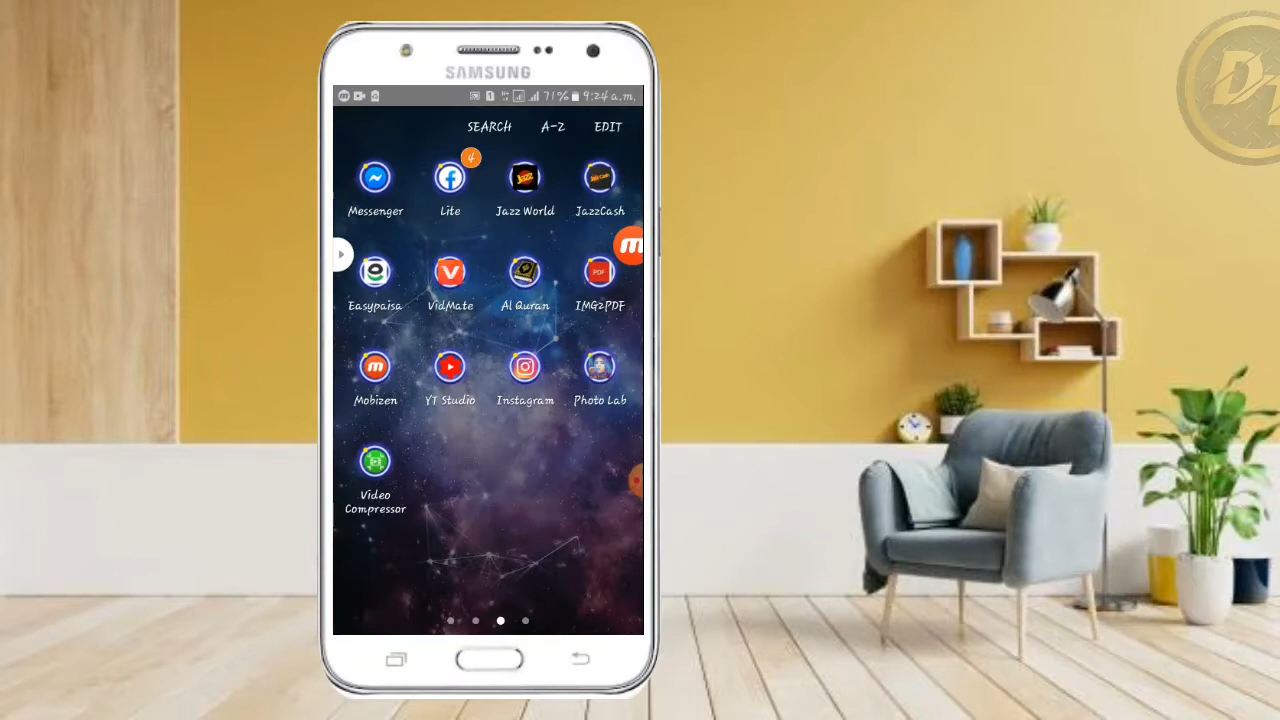 SAMSUNG
71% 9:24 a.m.
SEARCH A-Z EDIT
4
Messenger Lite Jazz World JazzCash
Easypaisa VidMate Al Quran IMG2PDF
Mobizen YT Studio Instagram Photo Lab
Video
Compressor